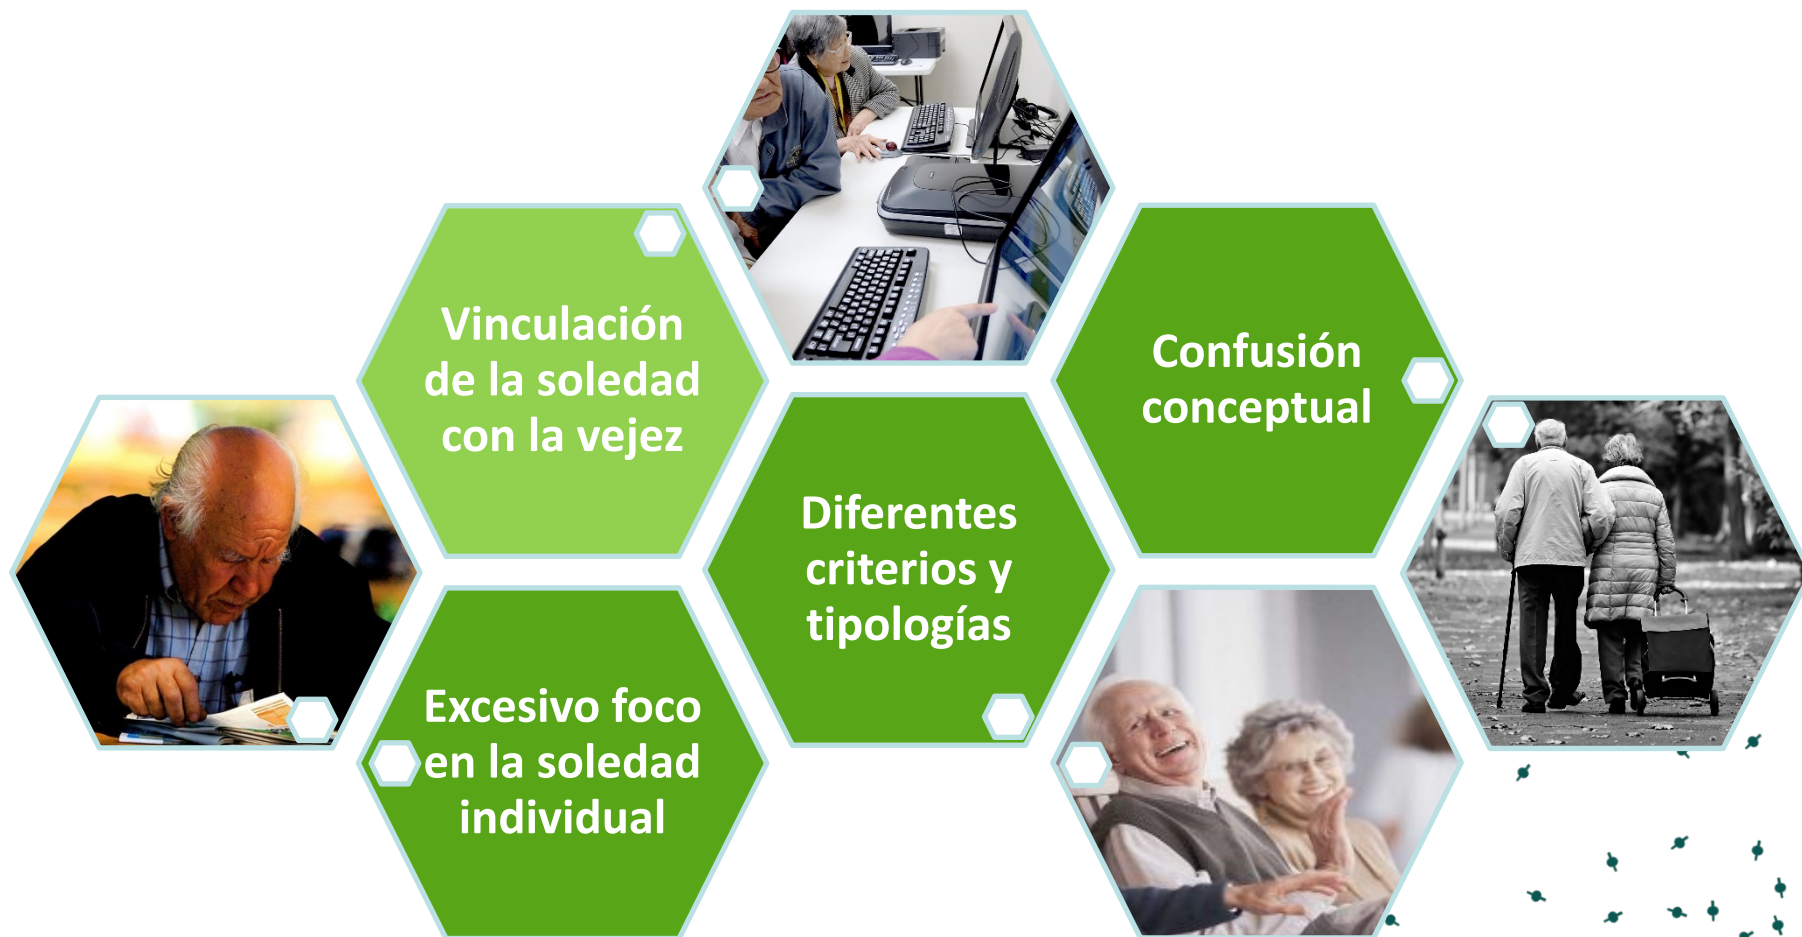 Vinculación
de la soledad
con la vejez
Confusión
conceptual
Diferentes
criterios y
tipologías
Excesivo foco
en la soledad
individual